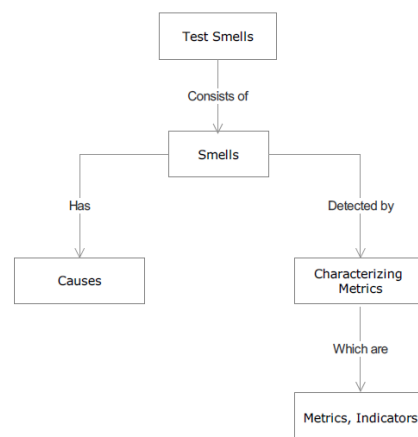 Test Smells
Consists of
Smells
Has
Detected by
Causes
Characterizing
Metrics
Which are
Metrics, Indicators